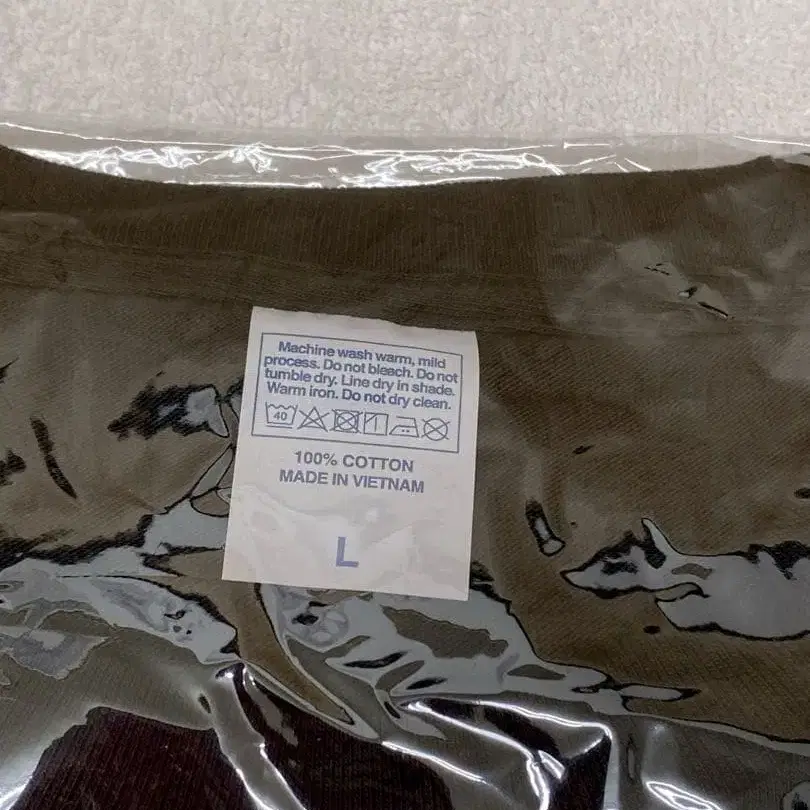 Machine wash warm, mild
process. Do not bleach. Do not
tumble dry. Line dry in shade.
Warm iron. Do not dry clean.
40
100% COTTON
MADE IN VIETNAM
L